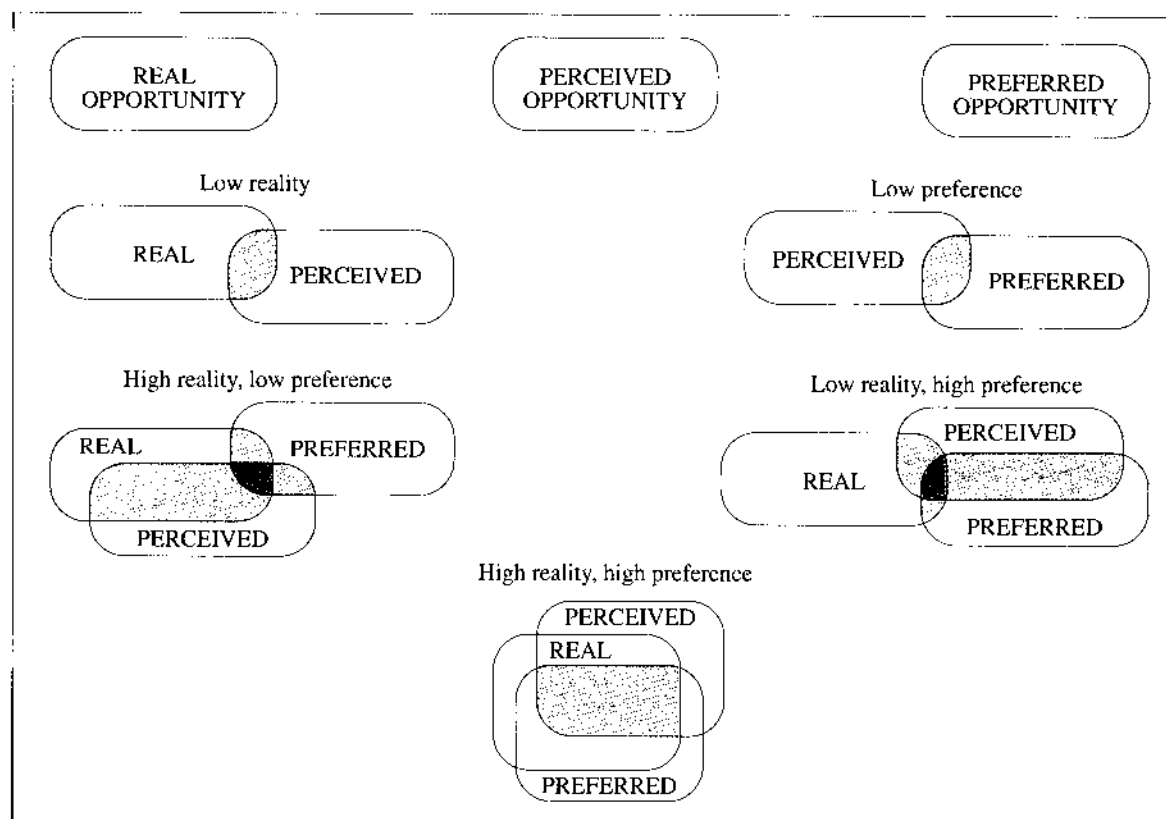 REAL
OPPORTUNITY
PERCEIVED
OPPORTUNITY
PREFERRED
OPPORTUNITY
Low reality
REAL
PERCEIVED
Low preference
PERCEIVED
PREFERRED
High reality, low preference
REAL
PREFERRED
PERCEIVED
Low reality, high preference
PERCEIVED
REAL
PREFERRED
High reality, high preference
PERCEIVED
REAL
PREFERRED